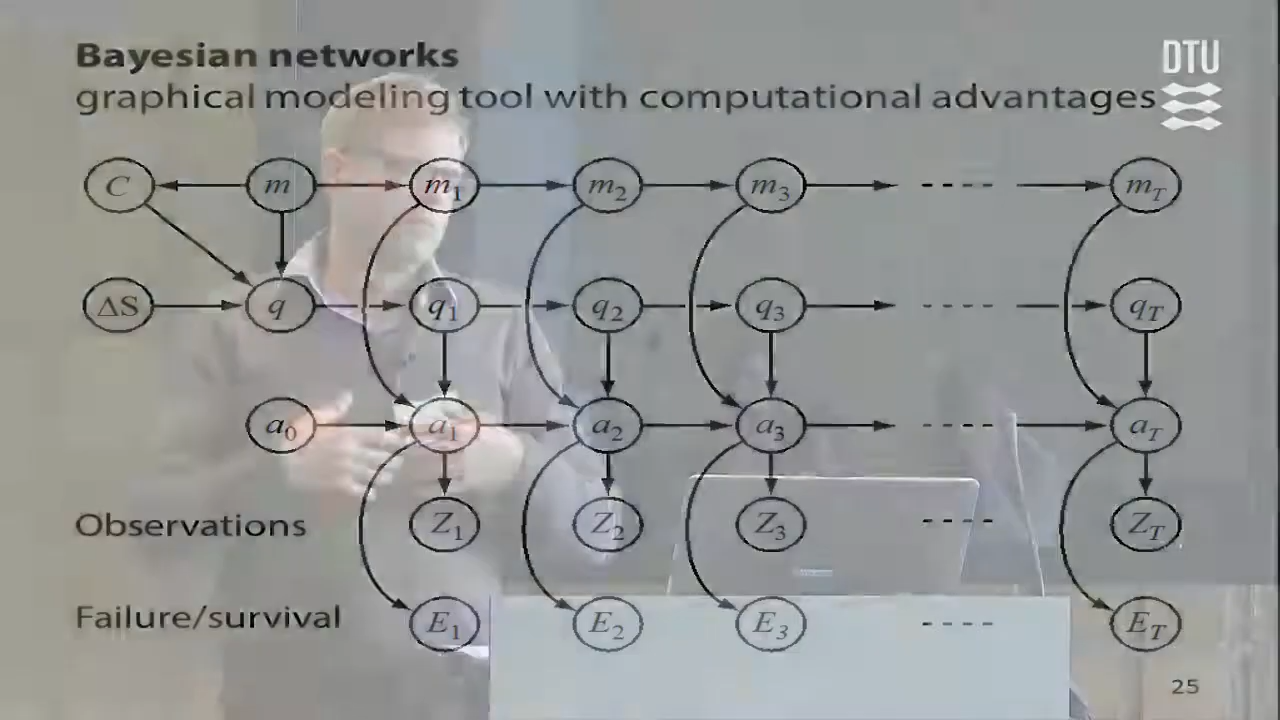 Bayesian networks
graphical modeling tool with computational advantages
DTU
C m m1 m2 m3 mT
ΔS q q1 q2 q3 qT
a0 a1 a2 a3 aT
Observations Z1 Z2 Z3 ZT
Failure/survival E1 E2 E3 ET
25